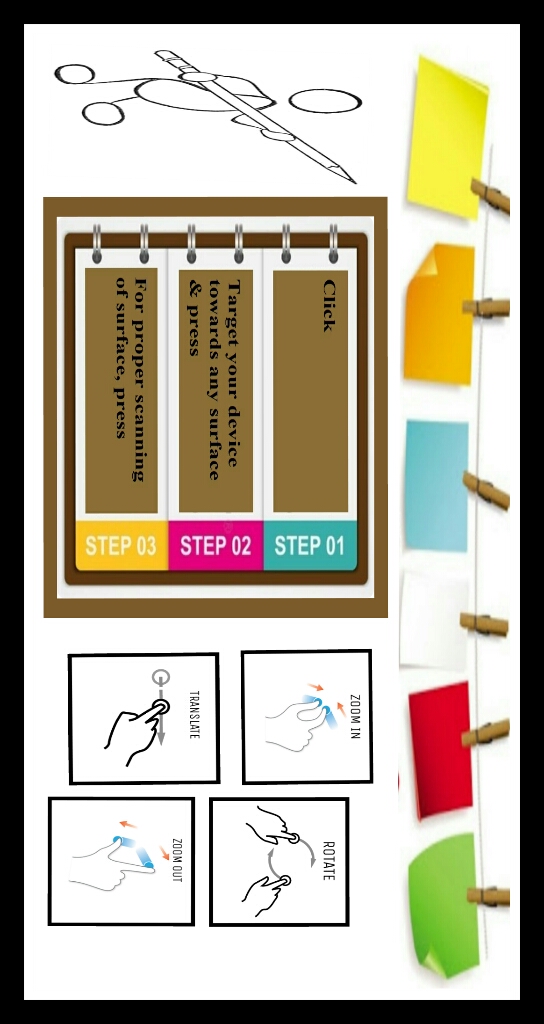 Click
STEP 01
Target your device
towards any surface
& press
STEP 02
For proper scanning
of surface, press
STEP 03
ZOOM IN
TRANSLATE
ROTATE
ZOOM OUT